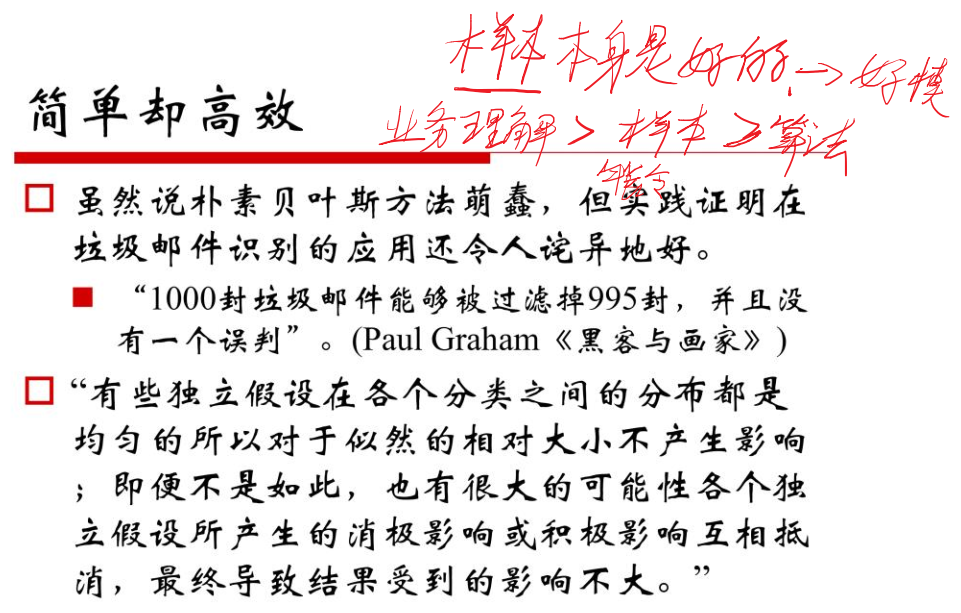 样本本身是好的.→好模
简单却高效
业务理解 > 样本 ≥ 算法
虽然说朴素贝叶斯方法萌蠢，但实践证明在
垃圾邮件识别的应用还令人诧异地好。
“1000封垃圾邮件能够被过滤掉995封，并且没
有一个误判”。(Paul Graham《黑客与画家》)
“有些独立假设在各个分类之间的分布都是
均匀的所以对于似然的相对大小不产生影响
；即便不是如此，也有很大的可能性各个独
立假设所产生的消极影响或积极影响互相抵
消，最终导致结果受到的影响不大。”